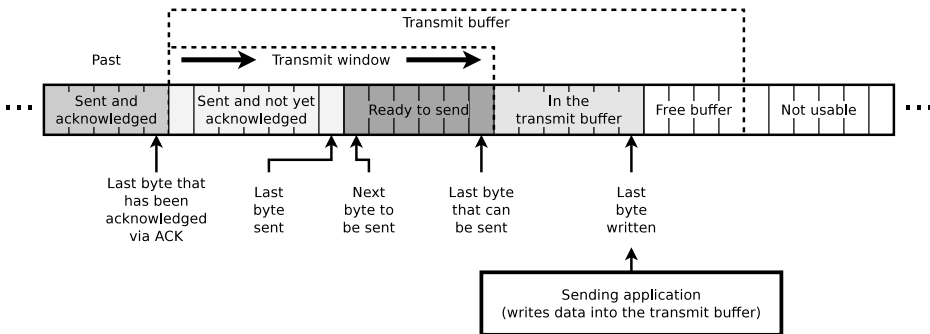 Transmit buffer
Past
Transmit window
Sent and
acknowledged
Sent and not yet
acknowledged
Ready to send
In the
transmit buffer
Free buffer
Not usable
Last byte that
has been
acknowledged
via ACK
Last
byte
sent
Next
byte to
be sent
Last byte
that can
be sent
Last
byte
written
Sending application
(writes data into the transmit buffer)